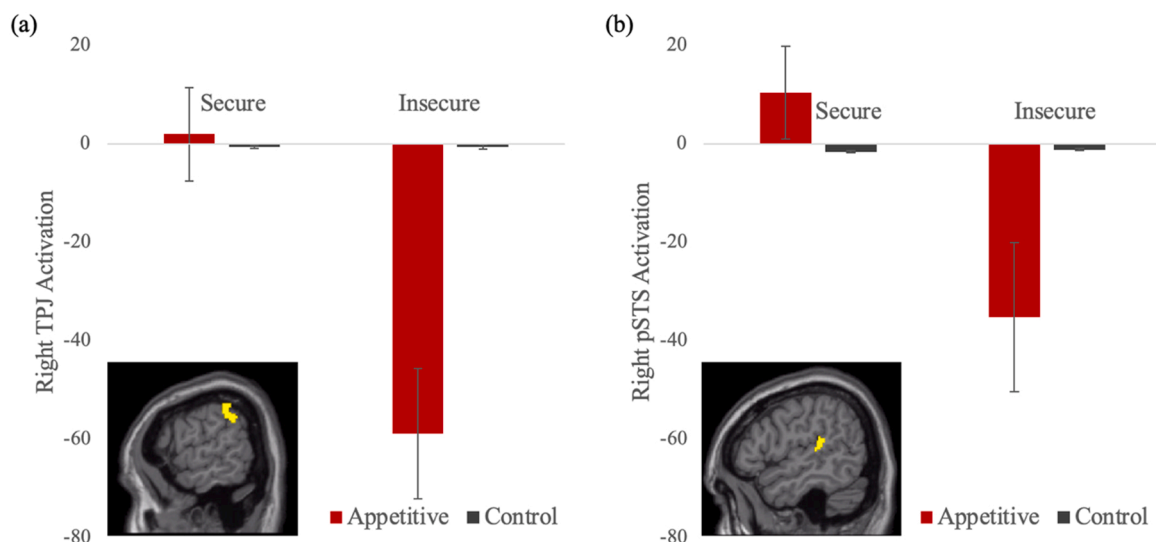 (a)
20
0
-20
-40
-60
-80
Right TPJ Activation
Secure
Insecure
Appetitive
Control
(b)
20
0
-20
-40
-60
-80
Right pSTS Activation
Secure
Insecure
Appetitive
Control